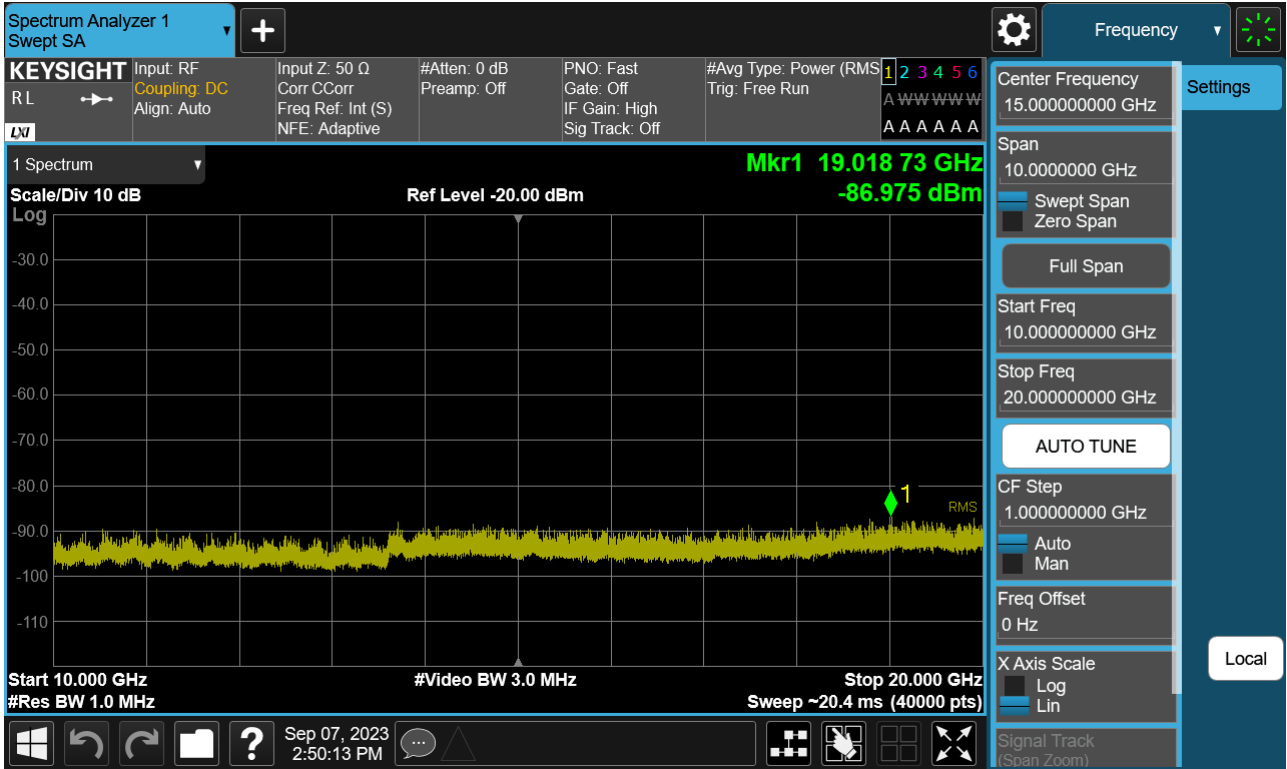 Spectrum Analyzer 1
Swept SA
Frequency
KEYSIGHT
R L
LXI
Input: RF
Coupling: DC
Align: Auto
Input Z: 50 Ω
Corr CCorr
Freq Ref: Int (S)
NFE: Adaptive
#Atten: 0 dB
Preamp: Off
PNO: Fast
Gate: Off
IF Gain: High
Sig Track: Off
#Avg Type: Power (RMS
Trig: Free Run
1 2 3 4 5 6
A W W W W W
A A A A A A
1 Spectrum
Scale/Div 10 dB
Log
Ref Level -20.00 dBm
Mkr1 19.018 73 GHz
-86.975 dBm
-30.0
-40.0
-50.0
-60.0
-70.0
-80.0
-90.0
-100
-110
1
RMS
Start 10.000 GHz
#Res BW 1.0 MHz
#Video BW 3.0 MHz
Stop 20.000 GHz
Sweep ~20.4 ms (40000 pts)
Center Frequency
15.000000000 GHz
Span
10.0000000 GHz
Swept Span
Zero Span
Full Span
Start Freq
10.000000000 GHz
Stop Freq
20.000000000 GHz
AUTO TUNE
CF Step
1.000000000 GHz
Auto
Man
Freq Offset
0 Hz
X Axis Scale
Log
Lin
Signal Track
(Span Zoom)
Settings
Local
?
Sep 07, 2023
2:50:13 PM